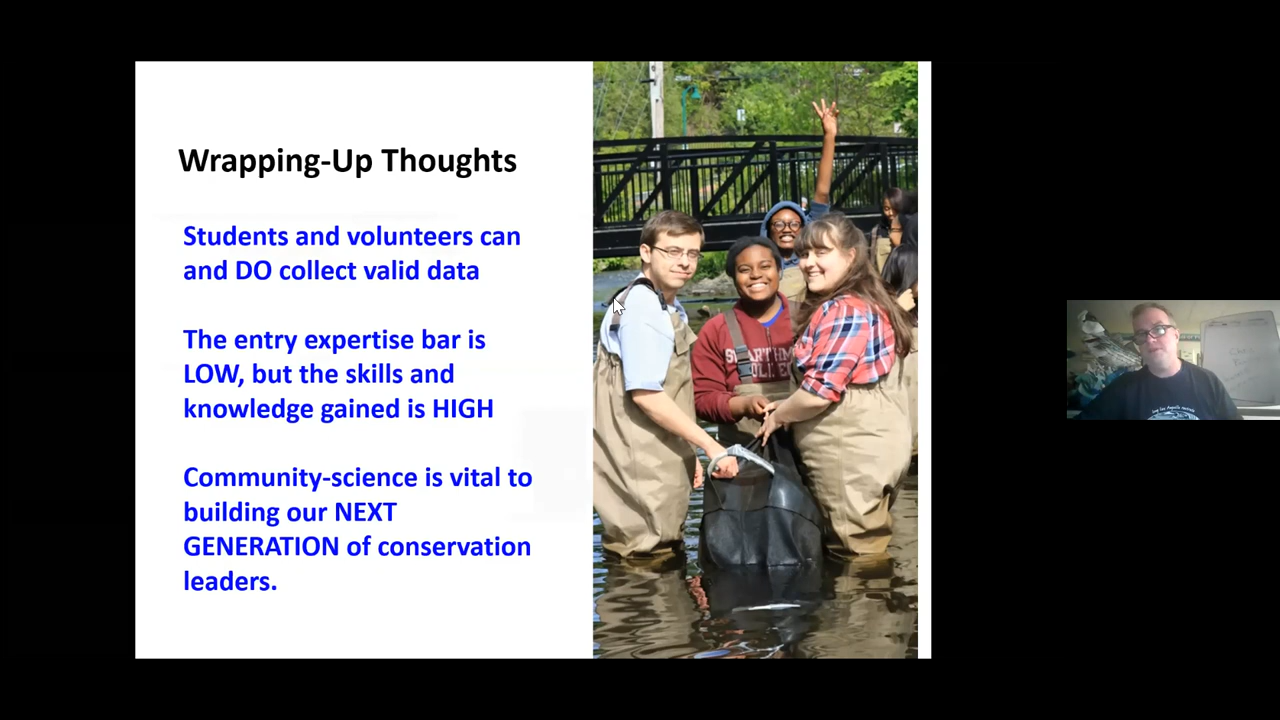 Wrapping-Up Thoughts
Students and volunteers can
and DO collect valid data
The entry expertise bar is
LOW, but the skills and
knowledge gained is HIGH
Community-science is vital to
building our NEXT
GENERATION of conservation
leaders.